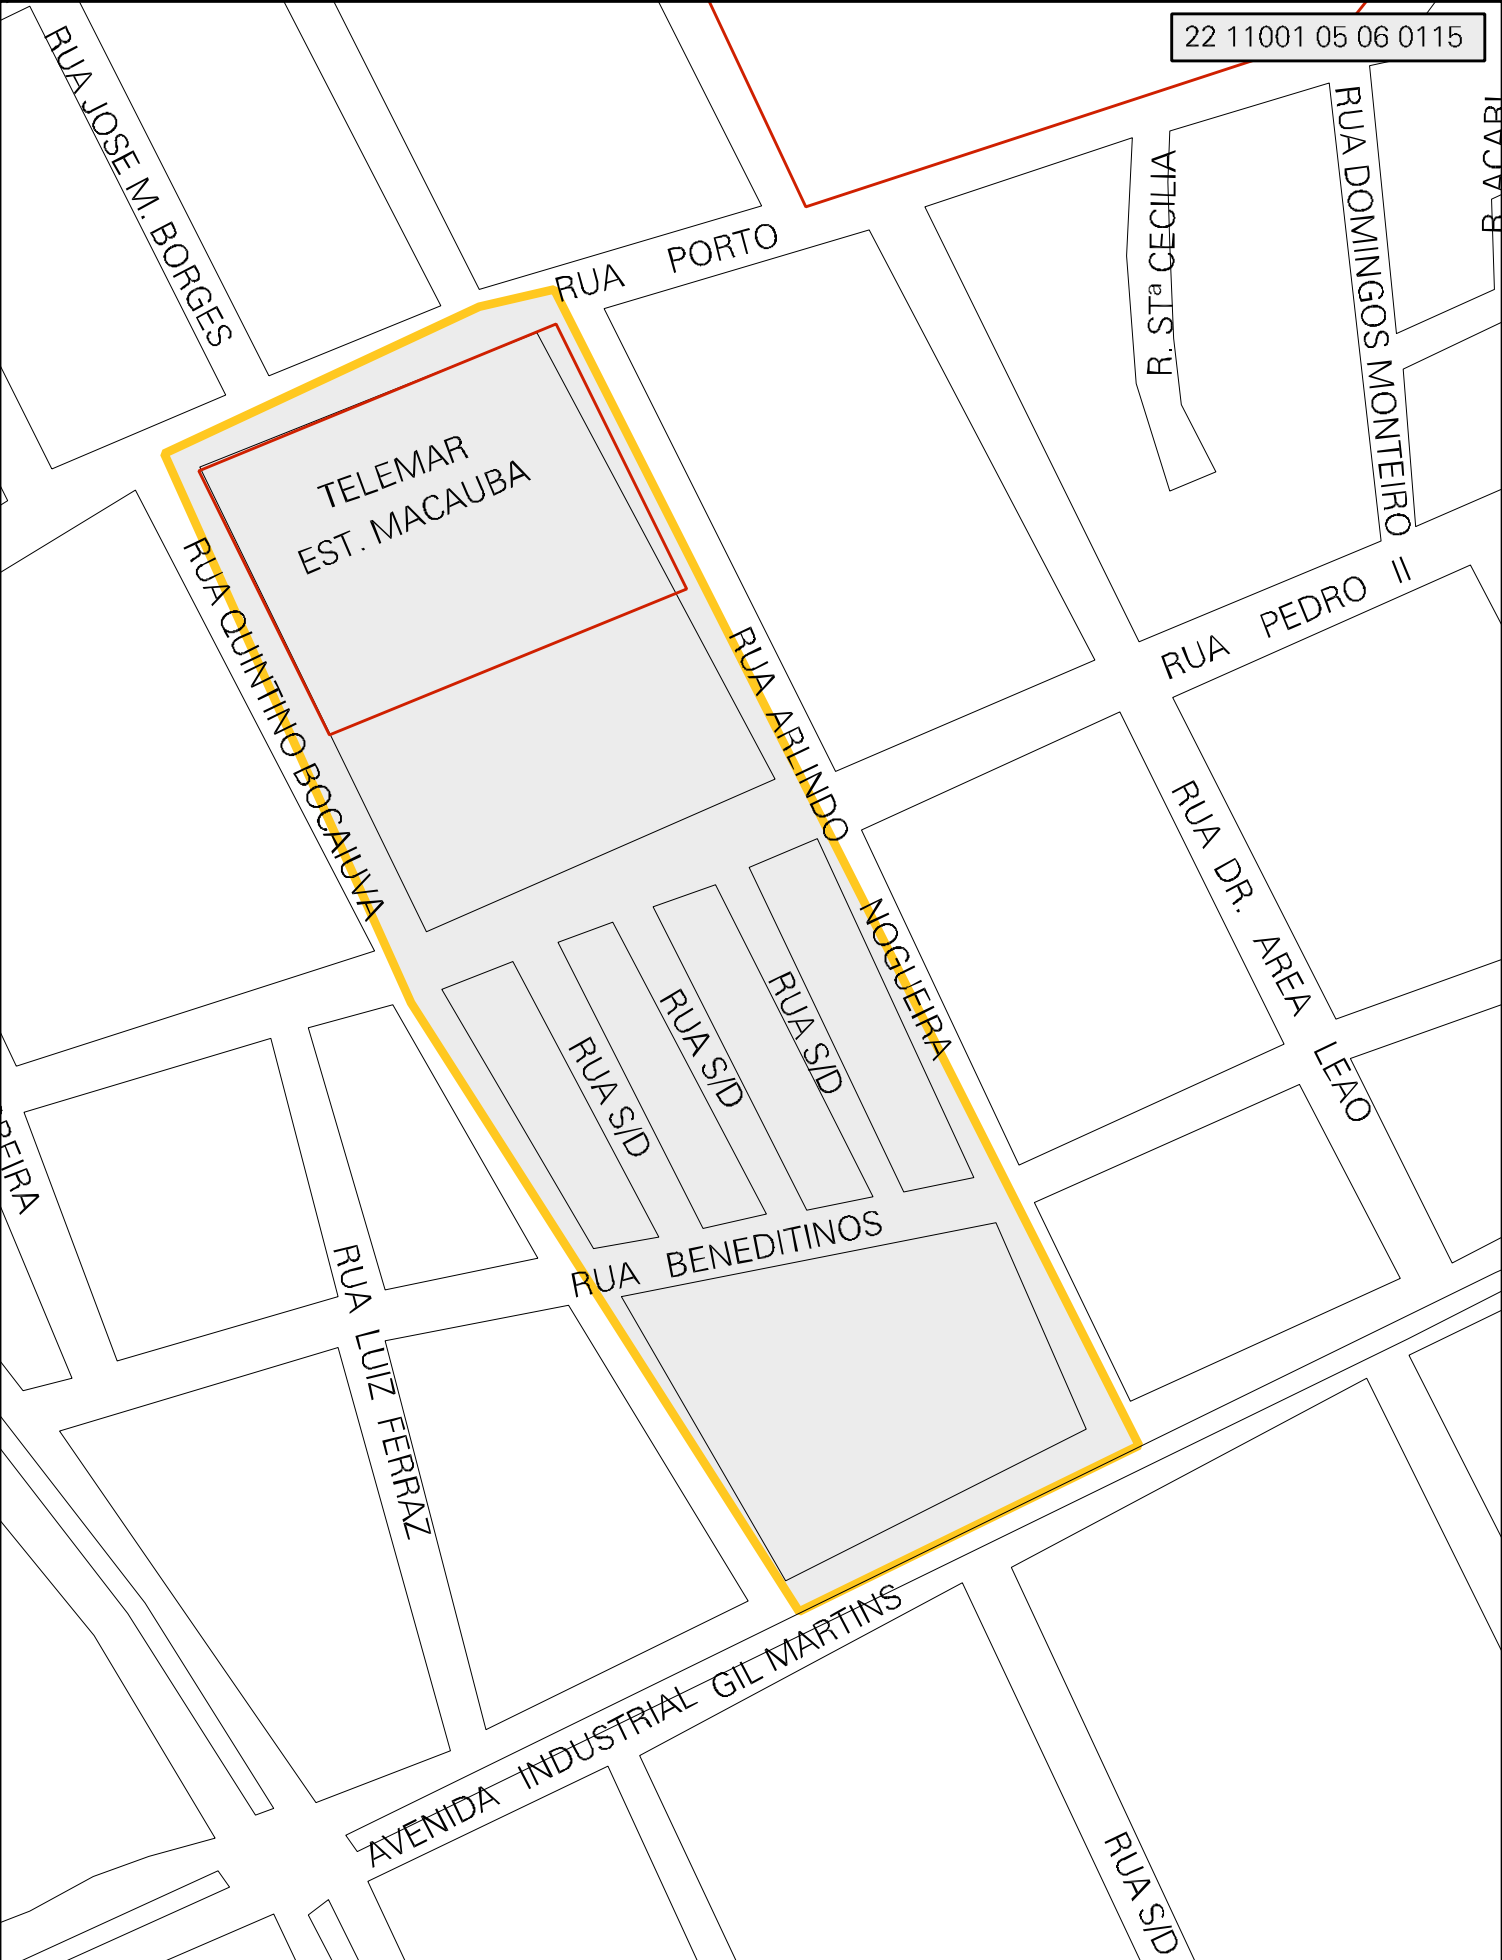 22 11001 05 06 0115
RUA JOSE M. BORGES
RUA PORTO
R. STª CECILIA
RUA DOMINGOS MONTEIRO
R. ACARI
TELEMAR
EST. MACAUBA
RUA QUINTINO BOCAIUVA
RUA ARLINDO NOGUEIRA
RUA PEDRO II
RUA DR. AREA LEAO
RUA S/D
RUA S/D
RUA S/D
REIRA
RUA BENEDITINOS
RUA LUIZ FERRAZ
AVENIDA INDUSTRIAL GIL MARTINS
RUA S/D